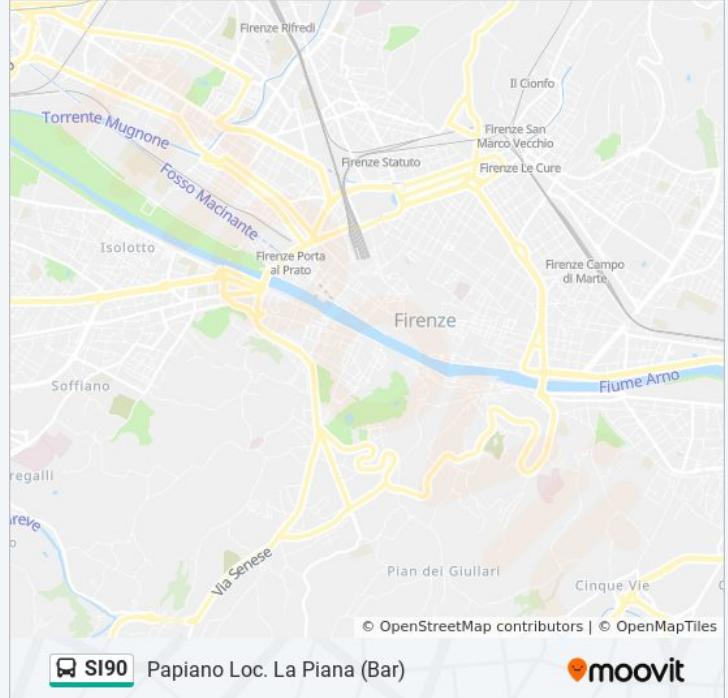 Firenze Rifredi
Il Cionfo
Torrente Mugnone
Firenze San
Marco Vecchio
Firenze Statuto
Firenze Le Cure
Fosso Macinante
Isolotto
Firenze Porta
al Prato
Firenze Campo
di Marte
Firenze
Soffiano
Fiume Arno
regalli
reve
Via Senese
Pian dei Giullari
Cinque Vie
© OpenStreetMap contributors | © OpenMapTiles
SI90 Papiano Loc. La Piana (Bar)
moovit